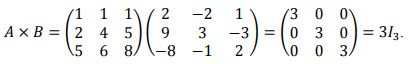 A × B = (1 1 1
2 4 5
5 6 8) (2 −2 1
9 3 −3
−8 −1 2) = (3 0 0
0 3 0
0 0 3) = 3I₃.